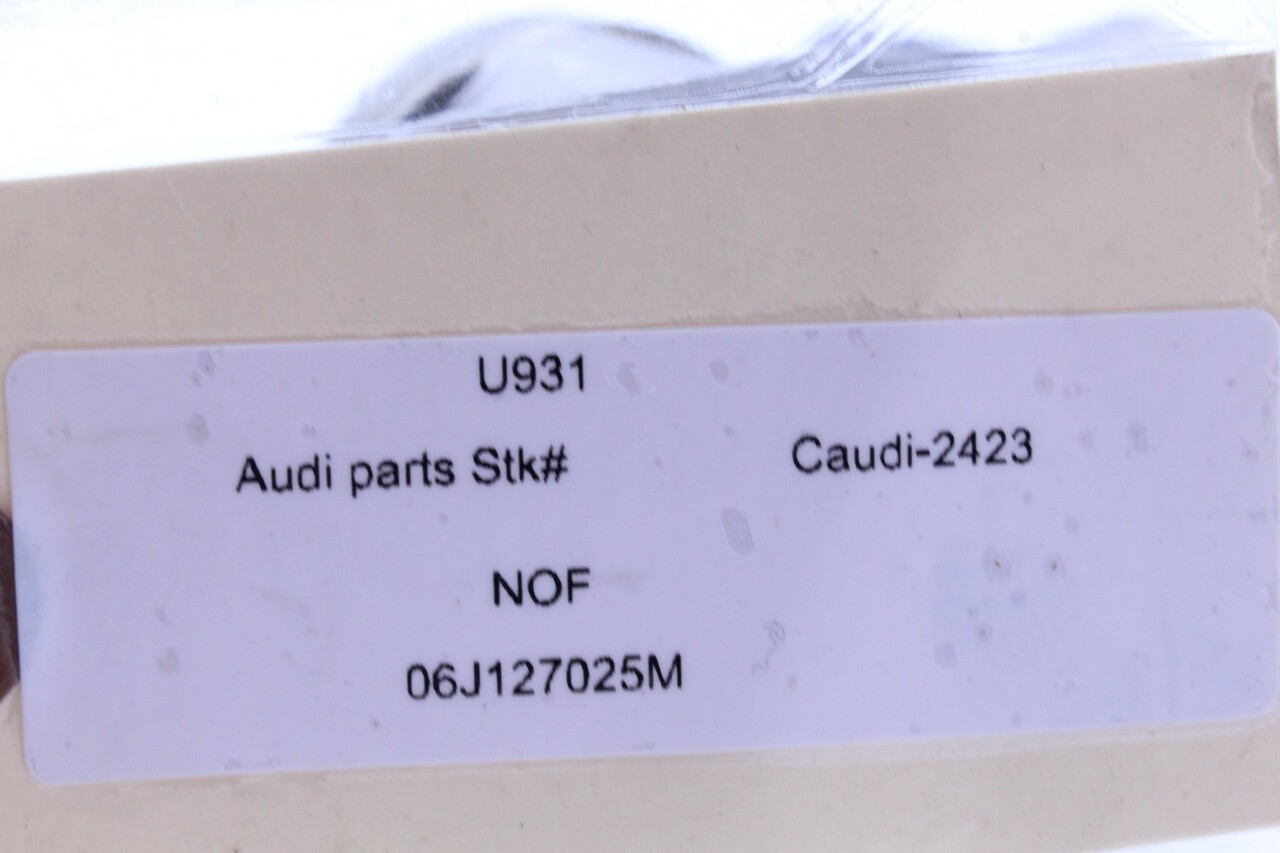 U931
Audi parts Stk# Caudi-2423
NOF
06J127025M